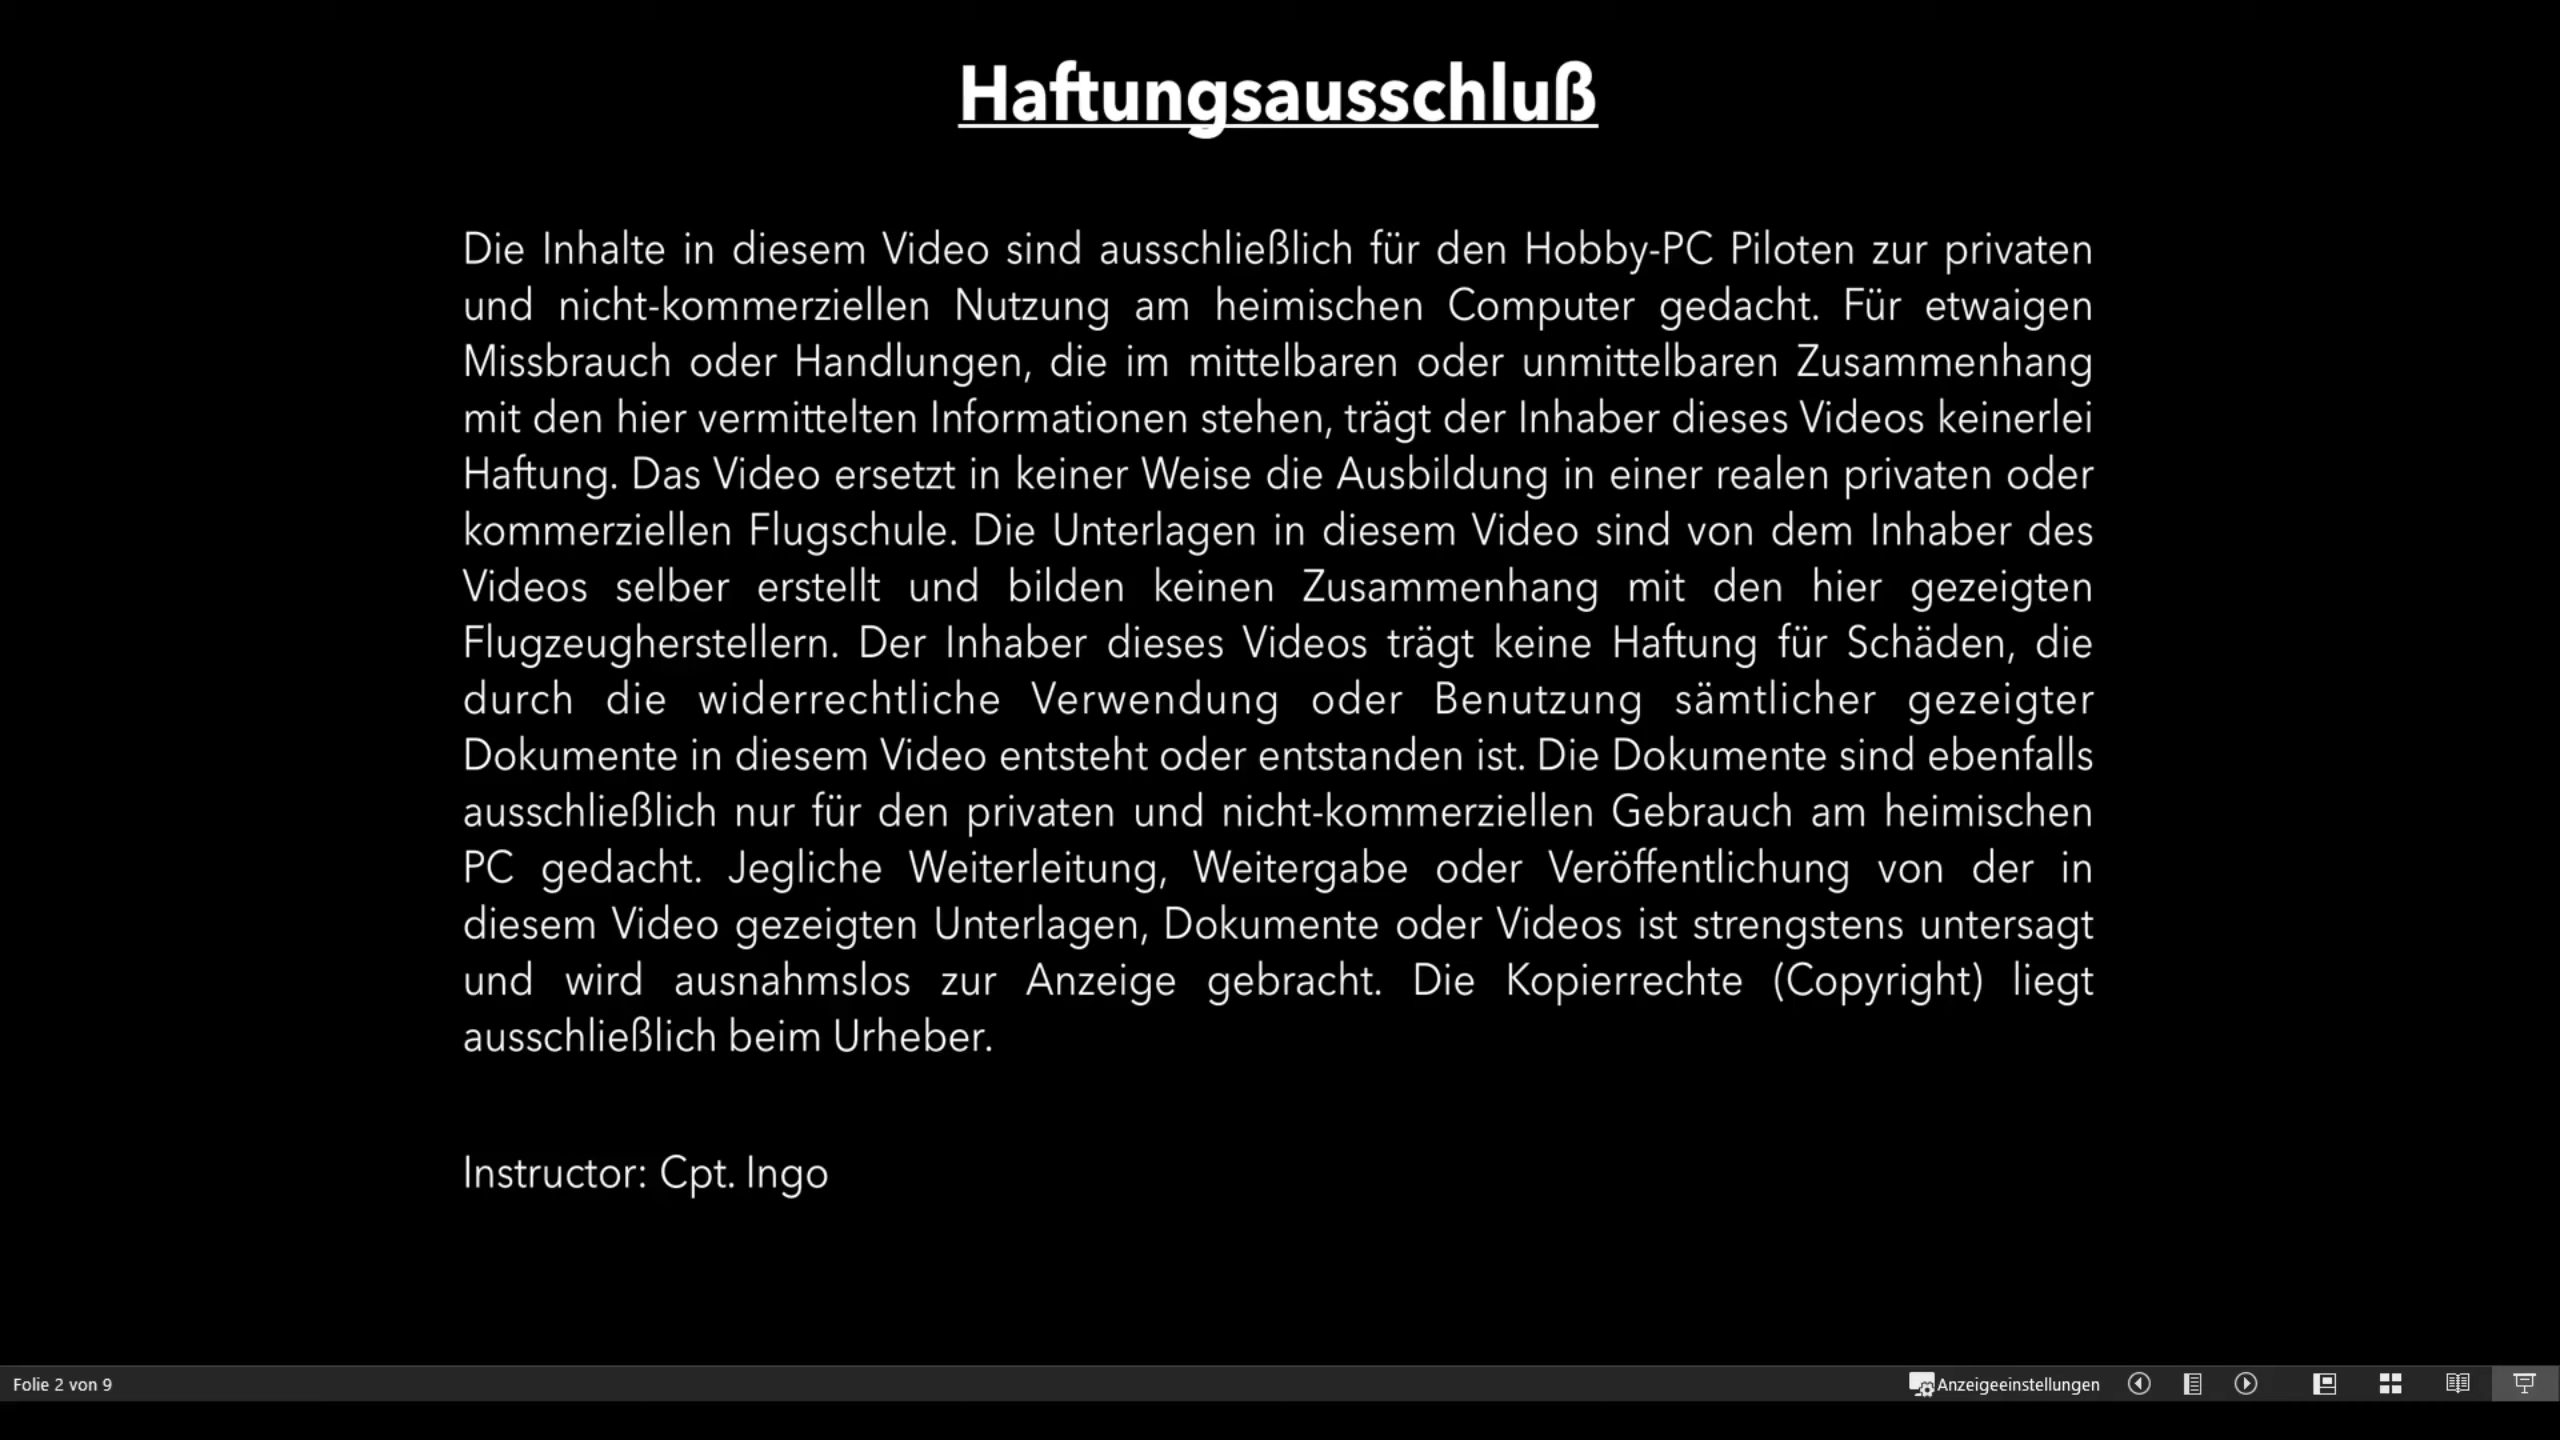 Haftungsausschluß
Die Inhalte in diesem Video sind ausschließlich für den Hobby-PC Piloten zur privaten
und nicht-kommerziellen Nutzung am heimischen Computer gedacht. Für etwaigen
Missbrauch oder Handlungen, die im mittelbaren oder unmittelbaren Zusammenhang
mit den hier vermittelten Informationen stehen, trägt der Inhaber dieses Videos keinerlei
Haftung. Das Video ersetzt in keiner Weise die Ausbildung in einer realen privaten oder
kommerziellen Flugschule. Die Unterlagen in diesem Video sind von dem Inhaber des
Videos selber erstellt und bilden keinen Zusammenhang mit den hier gezeigten
Flugzeugherstellern. Der Inhaber dieses Videos trägt keine Haftung für Schäden, die
durch die widerrechtliche Verwendung oder Benutzung sämtlicher gezeigter
Dokumente in diesem Video entsteht oder entstanden ist. Die Dokumente sind ebenfalls
ausschließlich nur für den privaten und nicht-kommerziellen Gebrauch am heimischen
PC gedacht. Jegliche Weiterleitung, Weitergabe oder Veröffentlichung von der in
diesem Video gezeigten Unterlagen, Dokumente oder Videos ist strengstens untersagt
und wird ausnahmslos zur Anzeige gebracht. Die Kopierrechte (Copyright) liegt
ausschließlich beim Urheber.
Instructor: Cpt. Ingo
Folie 2 von 9
Anzeigeeinstellungen